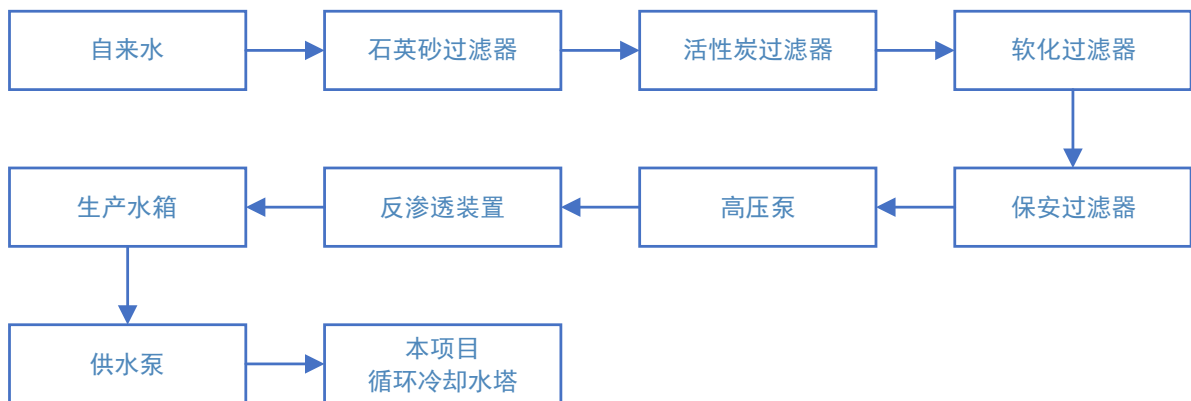 自来水
石英砂过滤器
活性炭过滤器
软化过滤器
生产水箱
反渗透装置
高压泵
保安过滤器
供水泵
本项目
循环冷却水塔